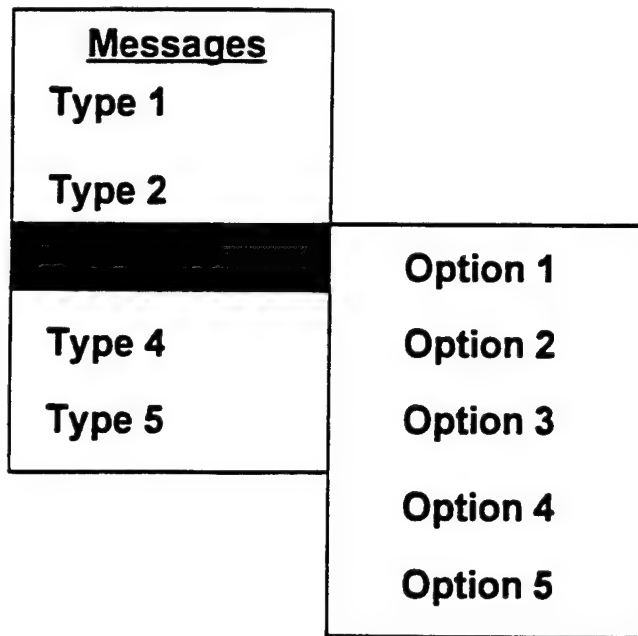 Messages
Type 1
Type 2
Type 4
Type 5
Option 1
Option 2
Option 3
Option 4
Option 5